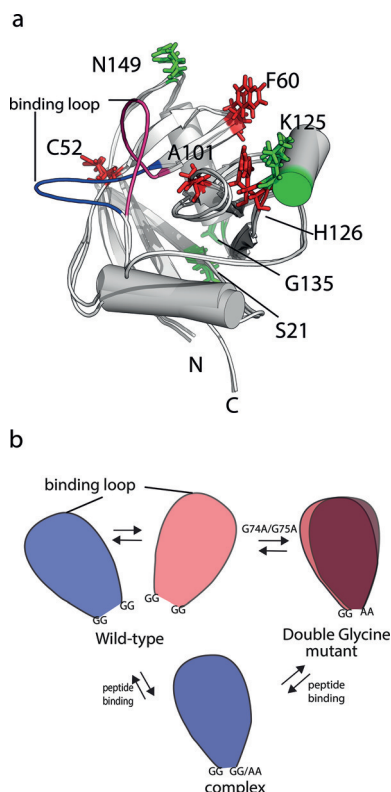 a
N149
F60
binding loop
K125
C52
A101
H126
G135
S21
N
C
b
binding loop
G74A/G75A
GG
GG
GG
GG
GG AA
Wild-type
Double Glycine
mutant
peptide
binding
peptide
binding
GG GG/AA
complex